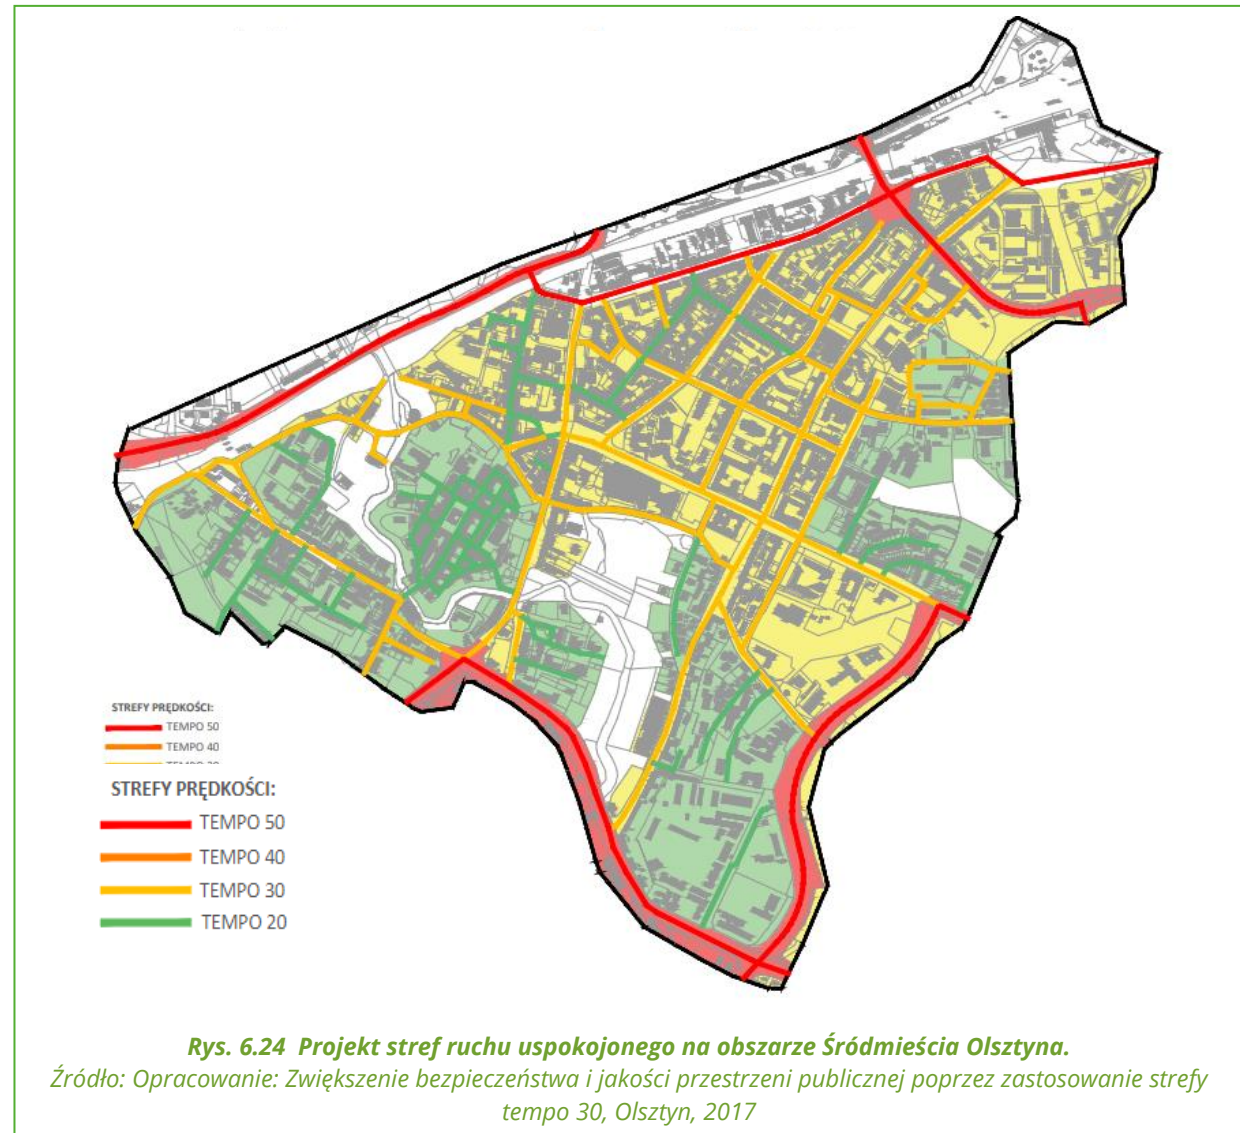 STREFY PRĘDKOŚCI:
TEMPO 50
TEMPO 40
STREFY PRĘDKOŚCI:
TEMPO 50
TEMPO 40
TEMPO 30
TEMPO 20
Rys. 6.24 Projekt stref ruchu uspokojonego na obszarze Śródmieścia Olsztyna.
Źródło: Opracowanie: Zwiększenie bezpieczeństwa i jakości przestrzeni publicznej poprzez zastosowanie strefy
tempo 30, Olsztyn, 2017